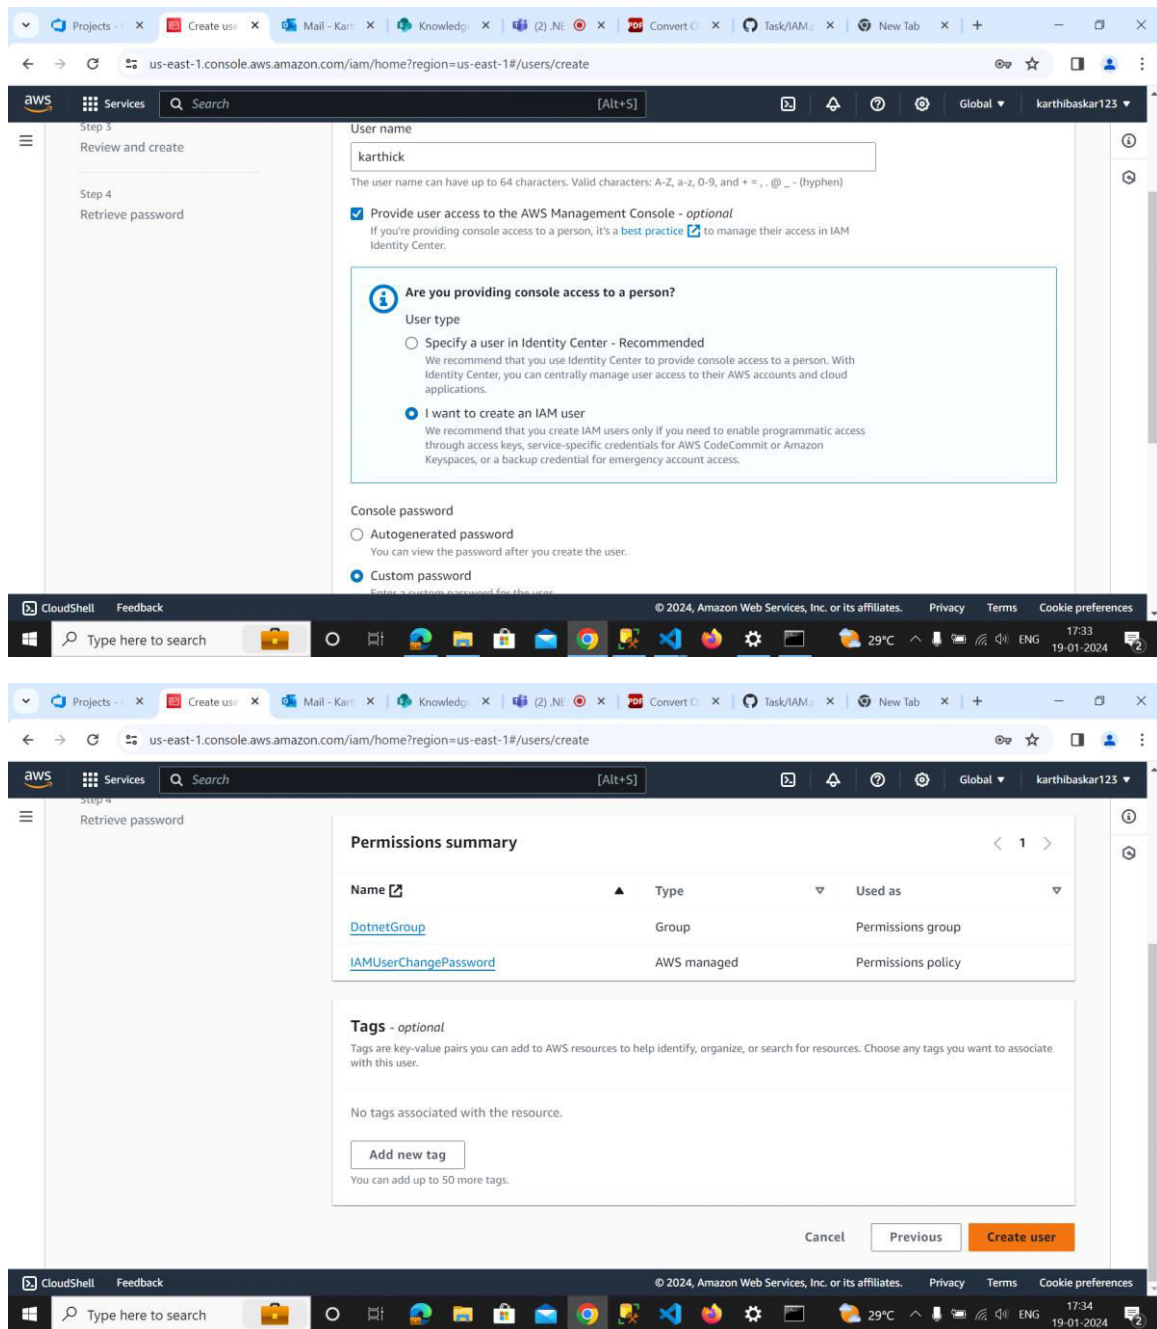 Projects - 
Create use
Mail - Kart
Knowledge
(2) .NE
Convert O
Task/IAM.
New Tab
us-east-1.console.aws.amazon.com/iam/home?region=us-east-1#/users/create
aws
Services
Search
[Alt+S]
Global
karthibaskar123
Step 3
Review and create
Step 4
Retrieve password
User name
karthick
The user name can have up to 64 characters. Valid characters: A-Z, a-z, 0-9, and + = , . @ _ - (hyphen)
Provide user access to the AWS Management Console - optional
If you're providing console access to a person, it's a best practice to manage their access in IAM
Identity Center.
Are you providing console access to a person?
User type
Specify a user in Identity Center - Recommended
We recommend that you use Identity Center to provide console access to a person. With
Identity Center, you can centrally manage user access to their AWS accounts and cloud
applications.
I want to create an IAM user
We recommend that you create IAM users only if you need to enable programmatic access
through access keys, service-specific credentials for AWS CodeCommit or Amazon
Keyspaces, or a backup credential for emergency account access.
Console password
Autogenerated password
You can view the password after you create the user.
Custom password
Enter a custom password for the user.
CloudShell Feedback
© 2024, Amazon Web Services, Inc. or its affiliates. Privacy Terms Cookie preferences
Type here to search
29°C
ENG
17:33
19-01-2024
2
Projects - 
Create use
Mail - Kart
Knowledge
(2) .NE
Convert O
Task/IAM.
New Tab
us-east-1.console.aws.amazon.com/iam/home?region=us-east-1#/users/create
aws
Services
Search
[Alt+S]
Global
karthibaskar123
Step 4
Retrieve password
Permissions summary
1
Name Type Used as
DotnetGroup Group Permissions group
IAMUserChangePassword AWS managed Permissions policy
Tags - optional
Tags are key-value pairs you can add to AWS resources to help identify, organize, or search for resources. Choose any tags you want to associate
with this user.
No tags associated with the resource.
Add new tag
You can add up to 50 more tags.
Cancel Previous Create user
CloudShell Feedback
© 2024, Amazon Web Services, Inc. or its affiliates. Privacy Terms Cookie preferences
Type here to search
29°C
ENG
17:34
19-01-2024
2